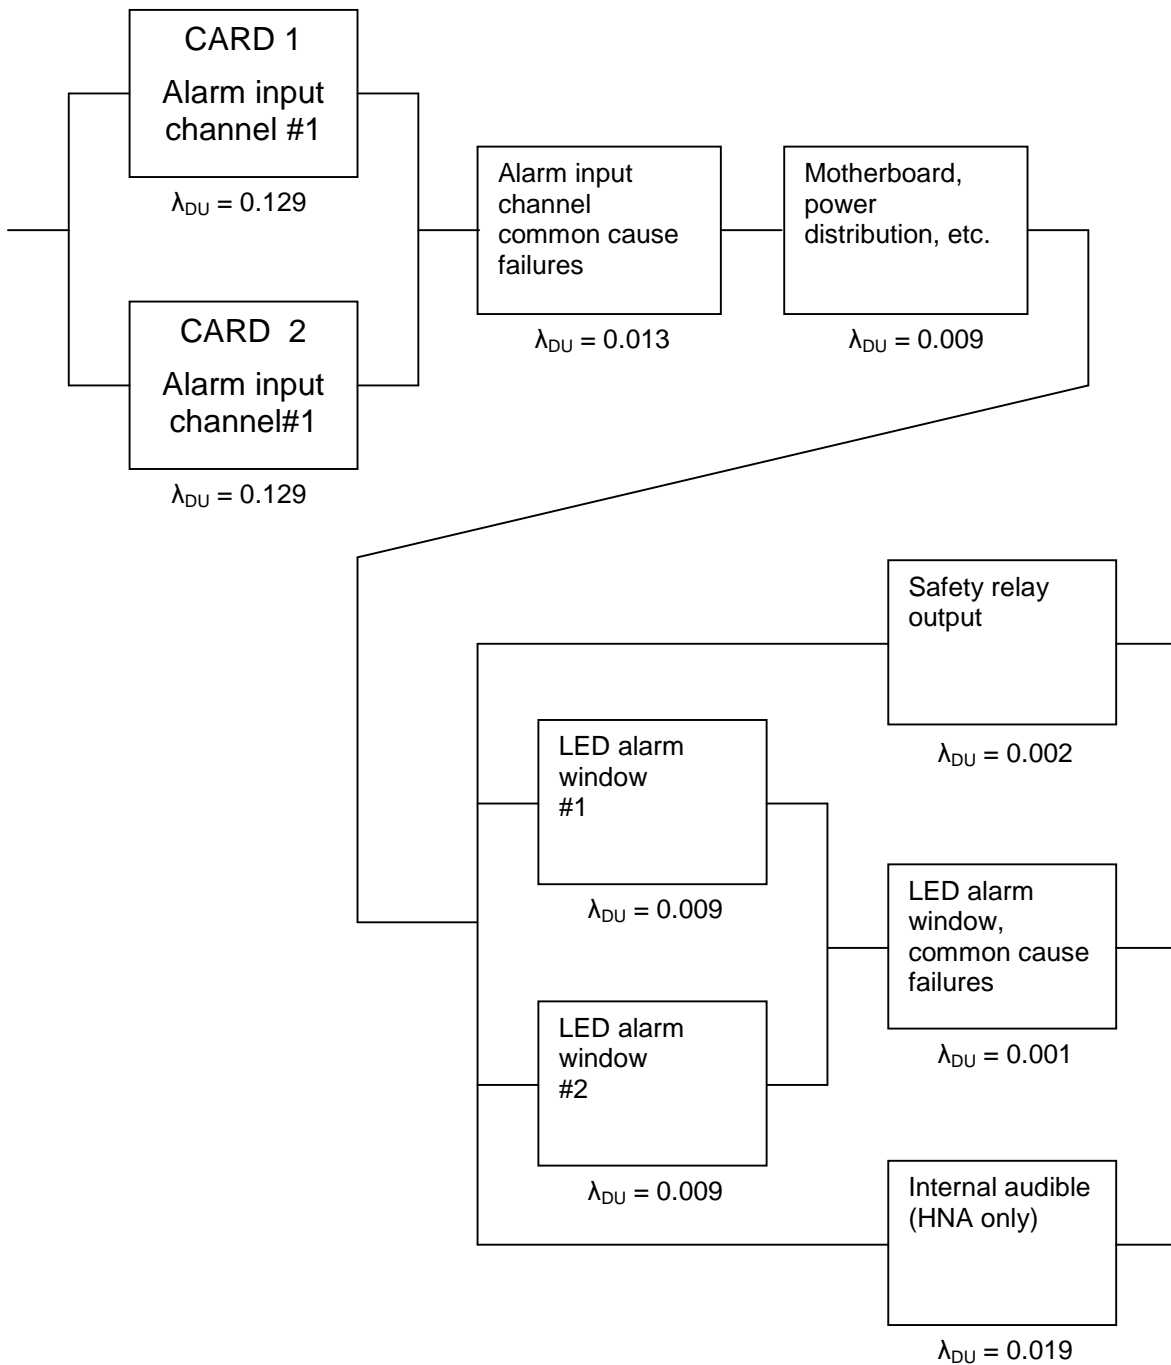 CARD 1
Alarm input
channel #1
λDU = 0.129
CARD 2
Alarm input
channel#1
λDU = 0.129
Alarm input
channel
common cause
failures
λDU = 0.013
Motherboard,
power
distribution, etc.
λDU = 0.009
Safety relay
output
λDU = 0.002
LED alarm
window
#1
λDU = 0.009
LED alarm
window
#2
λDU = 0.009
LED alarm
window,
common cause
failures
λDU = 0.001
Internal audible
(HNA only)
λDU = 0.019